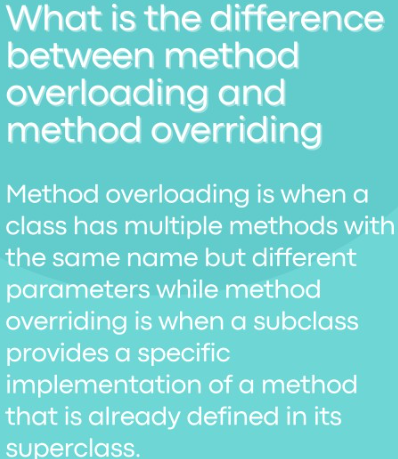 What is the difference
between method
overloading and
method overriding
Method overloading is when a
class has multiple methods with
the same name but different
parameters while method
overriding is when a subclass
provides a specific
implementation of a method
that is already defined in its
superclass.